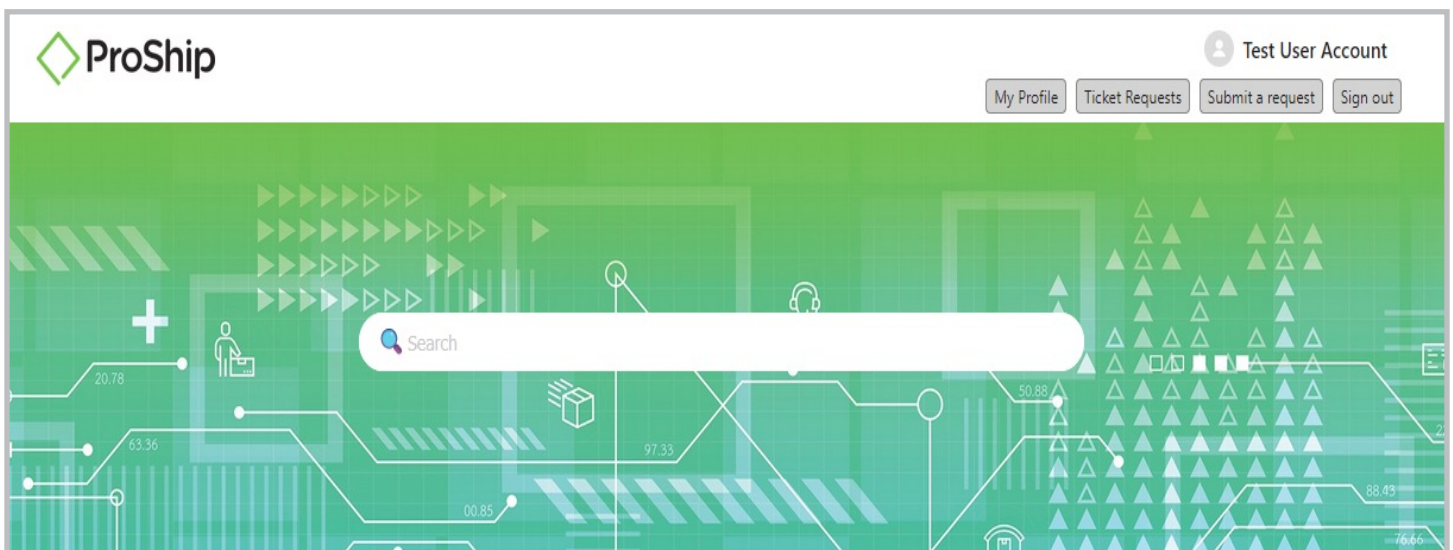 ProShip
Test User Account
My Profile Ticket Requests Submit a request Sign out
Search
20.78
50.88
63.36
97.33
88.43
00.85
76.66